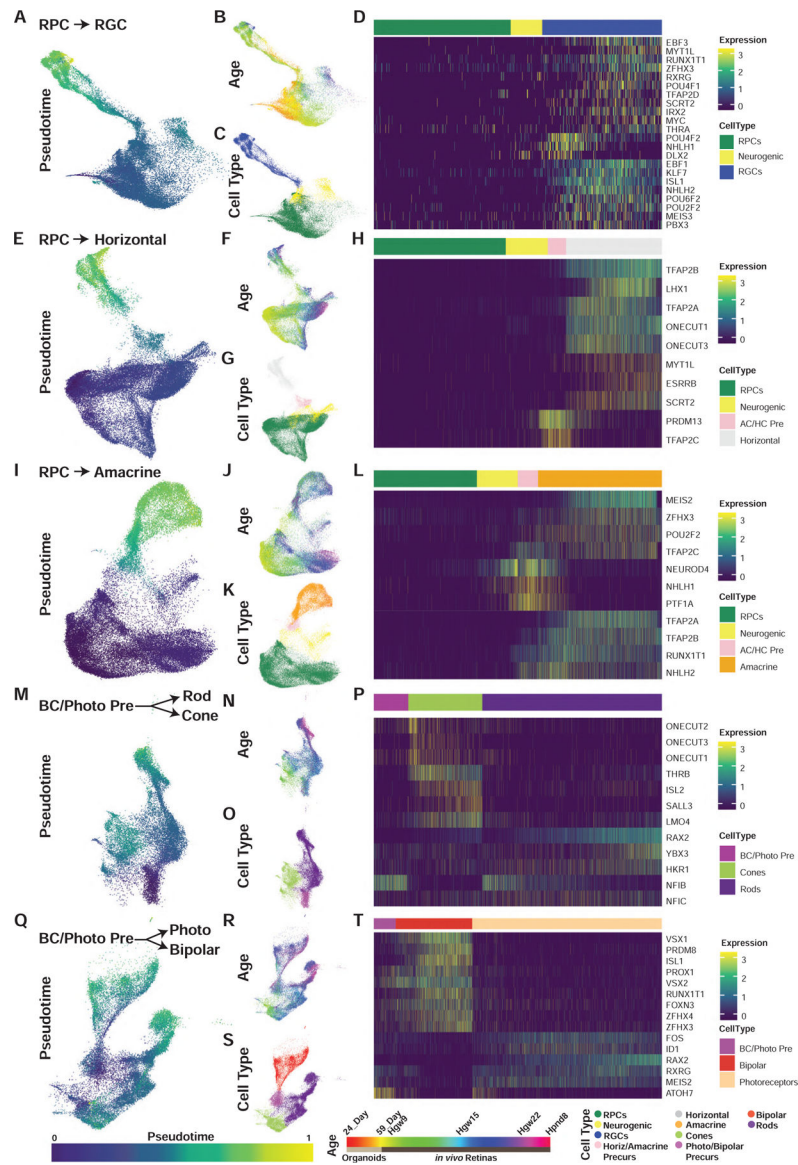 A RPC → RGC
Pseudotime
B
Age
C
Cell Type
D
EBF3
MYT1L
RUNX1T1
ZFHX3
RXRG
POU4F1
TFAP2D
SCRT2
IRX2
MYC
THRA
POU4F2
NHLH1
DLX2
EBF1
KLF7
ISL1
NHLH2
POU6F2
POU2F2
MEIS3
PBX3
Expression
3
2
1
0
CellType
RPCs
Neurogenic
RGCs
E RPC → Horizontal
Pseudotime
F
Age
G
Cell Type
H
TFAP2B
LHX1
TFAP2A
ONECUT1
ONECUT3
MYT1L
ESRRB
SCRT2
PRDM13
TFAP2C
Expression
3
2
1
0
CellType
RPCs
Neurogenic
AC/HC Pre
Horizontal
I RPC → Amacrine
Pseudotime
J
Age
K
Cell Type
L
MEIS2
ZFHX3
POU2F2
TFAP2C
NEUROD4
NHLH1
PTF1A
TFAP2A
TFAP2B
RUNX1T1
NHLH2
Expression
3
2
1
0
CellType
RPCs
Neurogenic
AC/HC Pre
Amacrine
M
BC/Photo Pre
Rod
Cone
Pseudotime
N
Age
O
Cell Type
P
ONECUT2
ONECUT3
ONECUT1
THRB
ISL2
SALL3
LMO4
RAX2
YBX3
HKR1
NFIB
NFIC
Expression
3
2
1
0
CellType
BC/Photo Pre
Cones
Rods
Q
BC/Photo Pre
Photo
Bipolar
Pseudotime
R
Age
S
Cell Type
T
VSX1
PRDM8
ISL1
PROX1
VSX2
RUNX1T1
FOXN3
ZFHX4
ZFHX3
FOS
ID1
RAX2
RXRG
MEIS2
ATOH7
Expression
3
2
1
0
CellType
BC/Photo Pre
Bipolar
Photoreceptors
0 Pseudotime 1
Age
24_Day
59_Day
Hgw9
Hgw15
Hgw22
Hpnd8
Organoids
in vivo Retinas
Cell Type
RPCs
Neurogenic
RGCs
Horiz/Amacrine
Precurs
Horizontal
Amacrine
Cones
Photo/Bipolar
Precurs
Bipolar
Rods